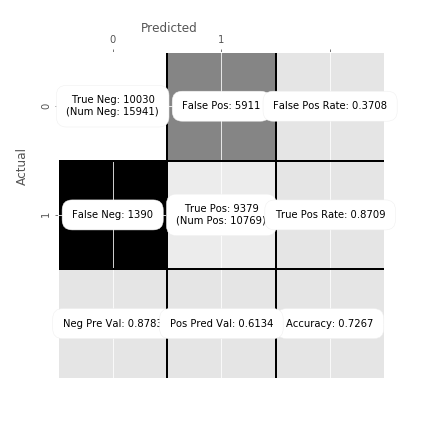 Predicted
0 1
Actual
0
True Neg: 10030
(Num Neg: 15941)
False Pos: 5911
False Pos Rate: 0.3708
1
False Neg: 1390
True Pos: 9379
(Num Pos: 10769)
True Pos Rate: 0.8709
Neg Pre Val: 0.8783
Pos Pred Val: 0.6134
Accuracy: 0.7267